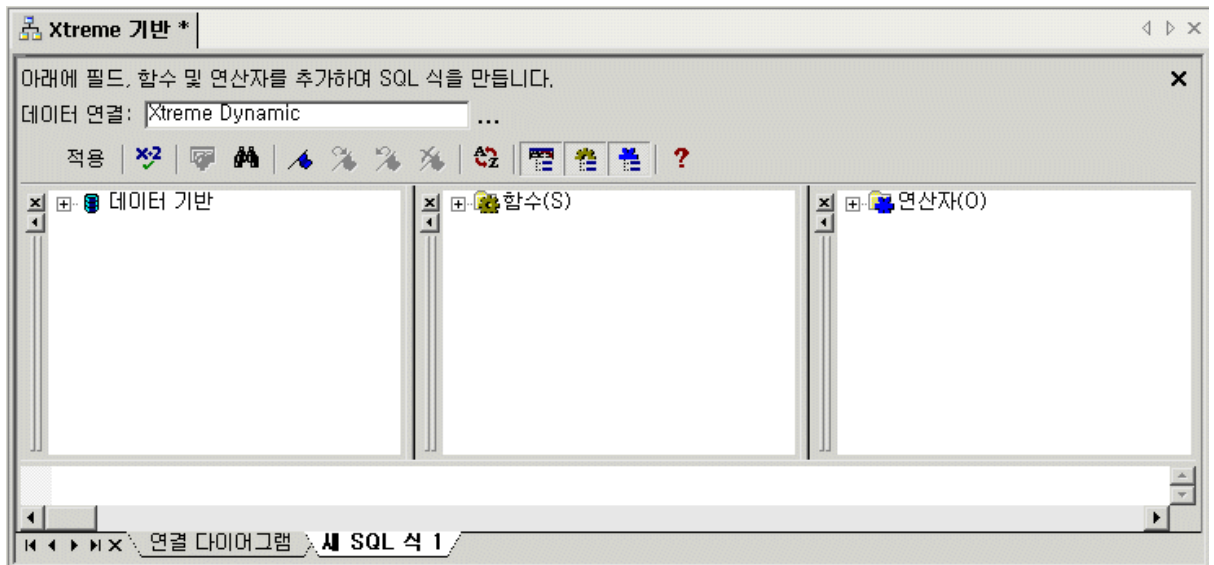 Xtreme 기반 *
아래에 필드, 함수 및 연산자를 추가하여 SQL 식을 만듭니다.
데이터 연결: Xtreme Dynamic ...
적용
데이터 기반
함수(S)
연산자(O)
연결 다이어그램 새 SQL 식 1